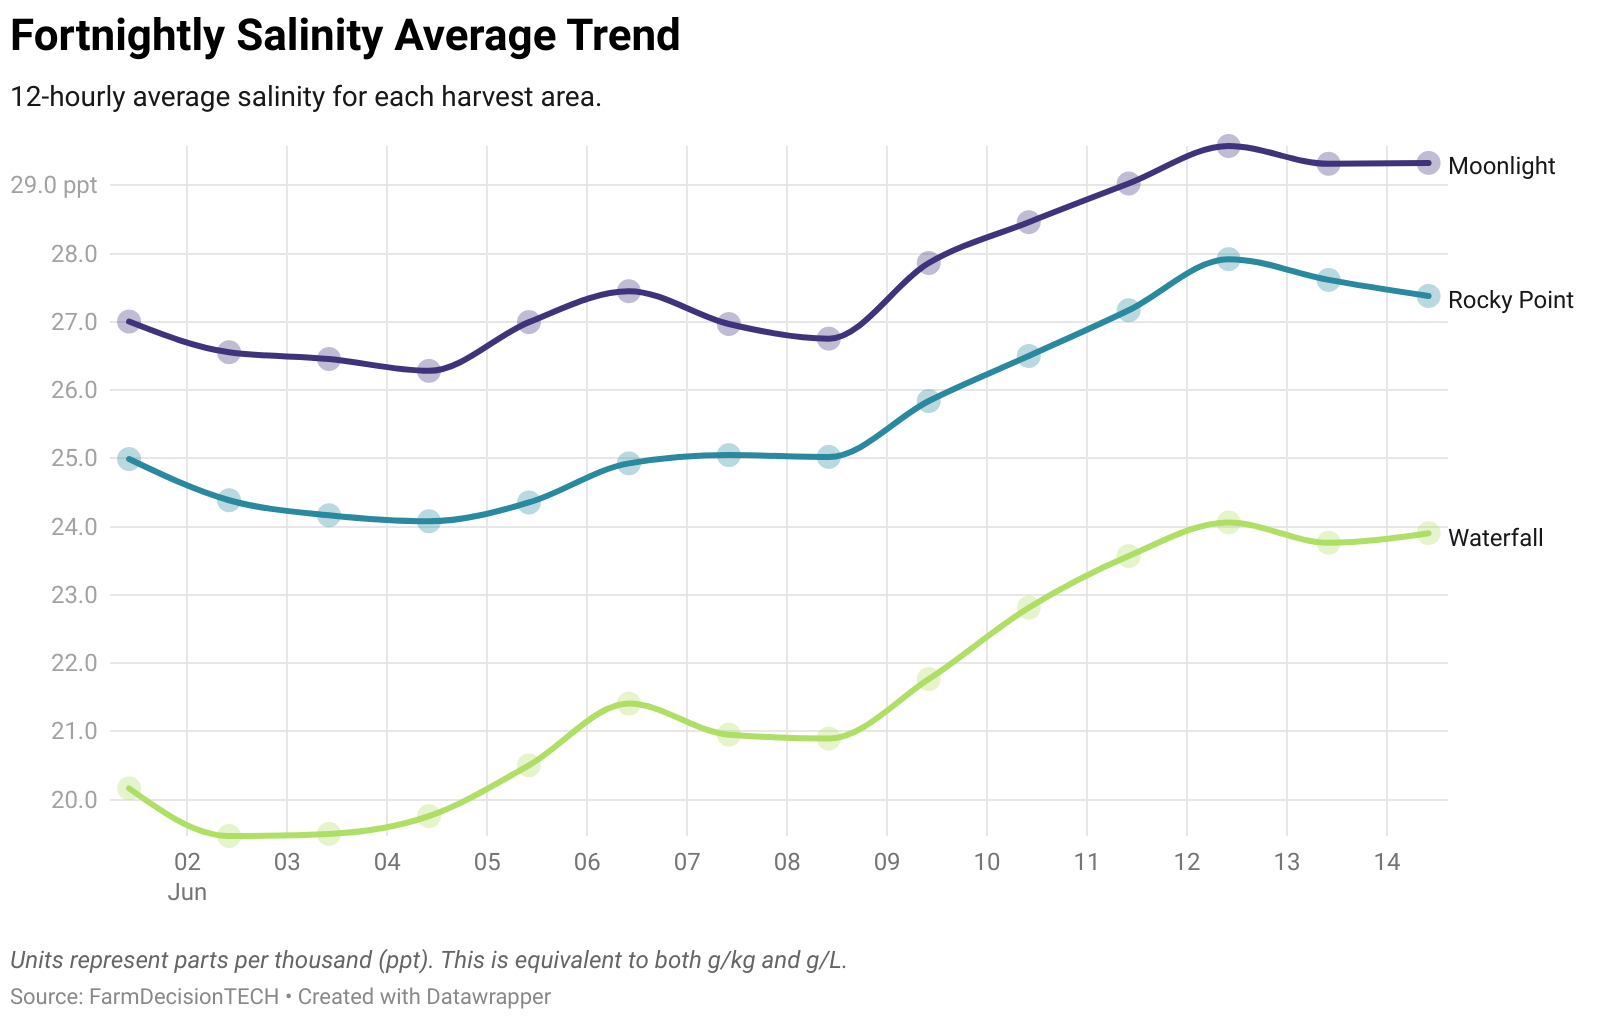 Fortnightly Salinity Average Trend
12-hourly average salinity for each harvest area.
29.0 ppt
28.0
27.0
26.0
25.0
24.0
23.0
22.0
21.0
20.0
Moonlight
Rocky Point
Waterfall
02 03 04 05 06 07 08 09 10 11 12 13 14
Jun
Units represent parts per thousand (ppt). This is equivalent to both g/kg and g/L.
Source: FarmDecisionTECH • Created with Datawrapper